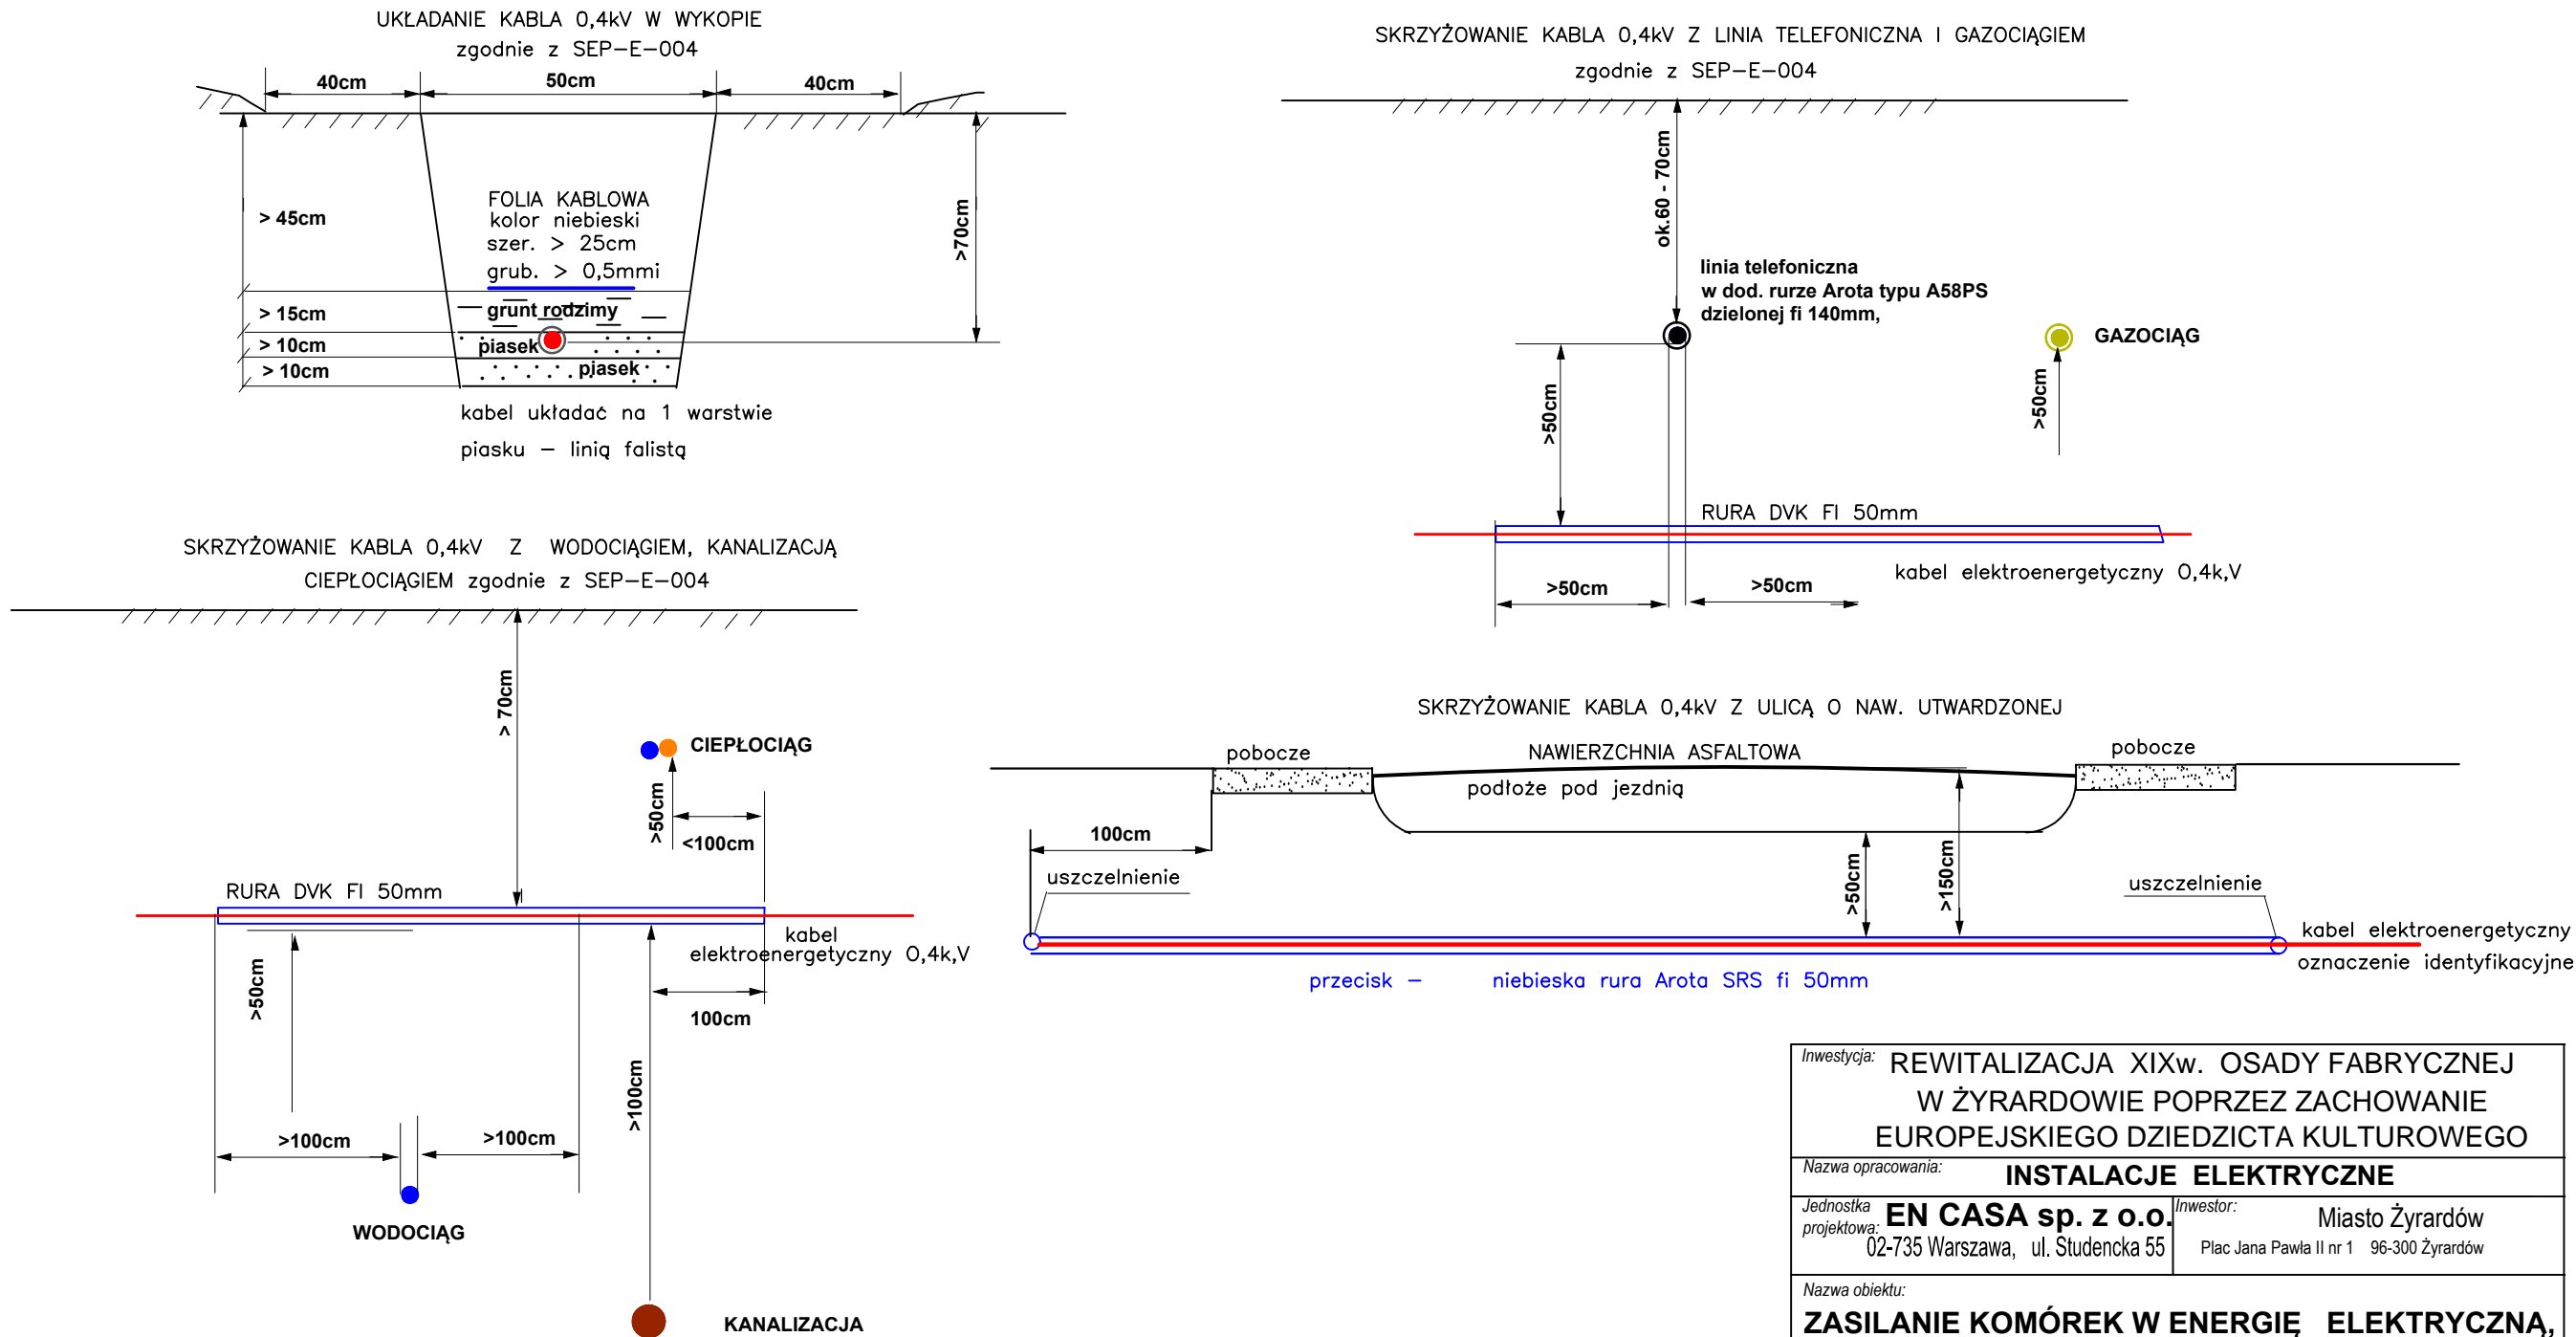 UKŁADANIE KABLA 0,4kV W WYKOPIE
zgodnie z SEP-E-004
40cm
50cm
40cm
> 45cm
> 15cm
> 10cm
> 10cm
>70cm
FOLIA KABLOWA
kolor niebieski
szer. > 25cm
grub. > 0,5mmi
grunt rodzimy
piasek
piasek
kabel układać na 1 warstwie
piasku – linią falistą
SKRZYŻOWANIE KABLA 0,4kV Z LINIA TELEFONICZNA I GAZOCIĄGIEM
zgodnie z SEP-E-004
ok.60 - 70cm
linia telefoniczna
w dod. rurze Arota typu A58PS
dzielonej fi 140mm,
GAZOCIĄG
>50cm
>50cm
RURA DVK FI 50mm
kabel elektroenergetyczny 0,4k,V
>50cm
>50cm
SKRZYŻOWANIE KABLA 0,4kV Z WODOCIĄGIEM, KANALIZACJĄ
CIEPŁOCIĄGIEM zgodnie z SEP-E-004
> 70cm
CIEPŁOCIĄG
>50cm
<100cm
RURA DVK FI 50mm
kabel
elektroenergetyczny 0,4k,V
>50cm
100cm
>100cm
>100cm
>100cm
WODOCIĄG
KANALIZACJA
SKRZYŻOWANIE KABLA 0,4kV Z ULICĄ O NAW. UTWARDZONEJ
pobocze
NAWIERZCHNIA ASFALTOWA
pobocze
podłoże pod jezdnią
100cm
uszczelnienie
>50cm
>150cm
uszczelnienie
kabel elektroenergetyczny
oznaczenie identyfikacyjne
przecisk – niebieska rura Arota SRS fi 50mm
Inwestycja: REWITALIZACJA XIXw. OSADY FABRYCZNEJ
W ŻYRARDOWIE POPRZEZ ZACHOWANIE
EUROPEJSKIEGO DZIEDZICTA KULTUROWEGO
Nazwa opracowania: INSTALACJE ELEKTRYCZNE
Jednostka projektowa: EN CASA sp. z o.o.
02-735 Warszawa, ul. Studencka 55
Inwestor: Miasto Żyrardów
Plac Jana Pawła II nr 1 96-300 Żyrardów
Nazwa obiektu:
ZASILANIE KOMÓREK W ENERGIĘ ELEKTRYCZNĄ,